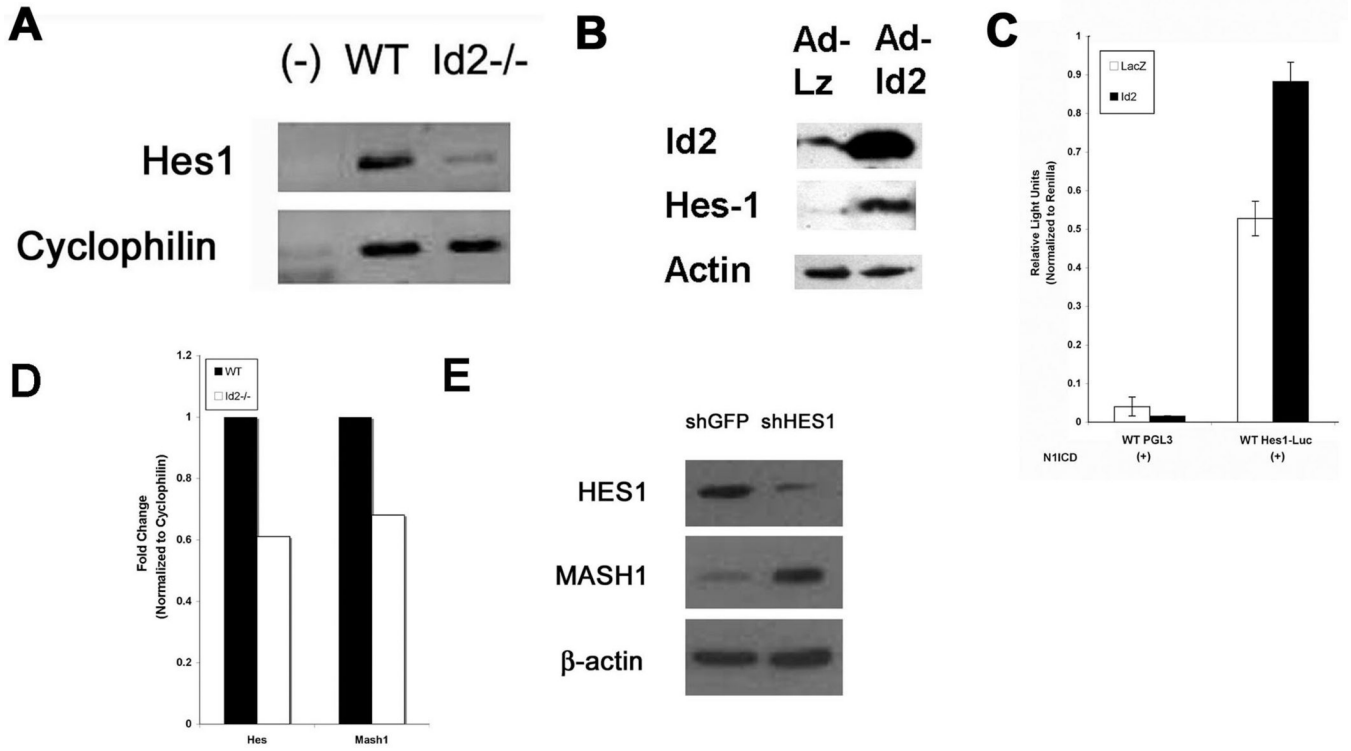 A
(-) WT Id2-/-
Hes1
Cyclophilin
B
Ad-
Lz
Ad-
Id2
Id2
Hes-1
Actin
C
LacZ
Id2
Relative Light Units
(Normalized to Renilla)
1
0.9
0.8
0.7
0.6
0.5
0.4
0.3
0.2
0.1
0
WT PGL3
WT Hes1-Luc
N1ICD
(+)
(+)
D
WT
Id2-/-
Fold Change
(Normalized to Cyclophilin)
1.2
1
0.8
0.6
0.4
0.2
0
Hes
Mash1
E
shGFP shHES1
HES1
MASH1
β-actin